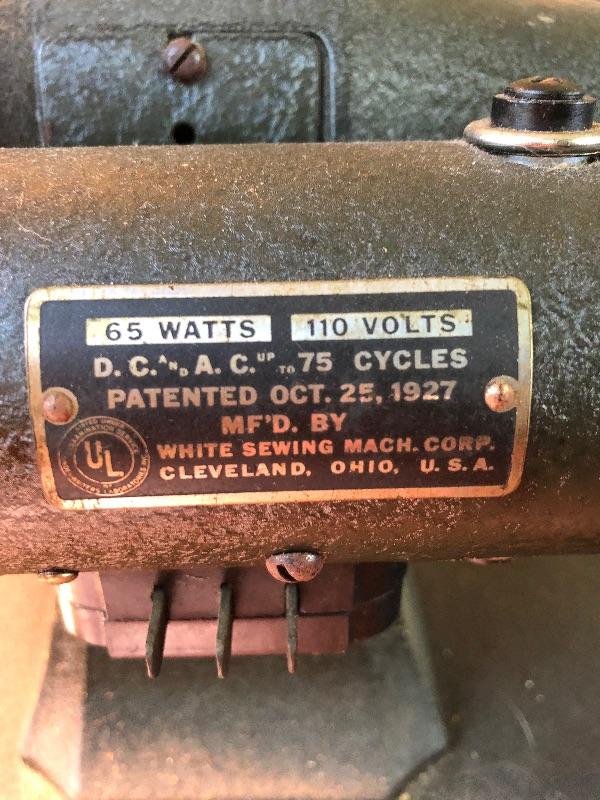 65 WATTS 110 VOLTS
D.C. AND A.C. UP TO 75 CYCLES
PATENTED OCT. 25, 1927
MF'D. BY
WHITE SEWING MACH. CORP.
CLEVELAND, OHIO, U.S.A.
UL